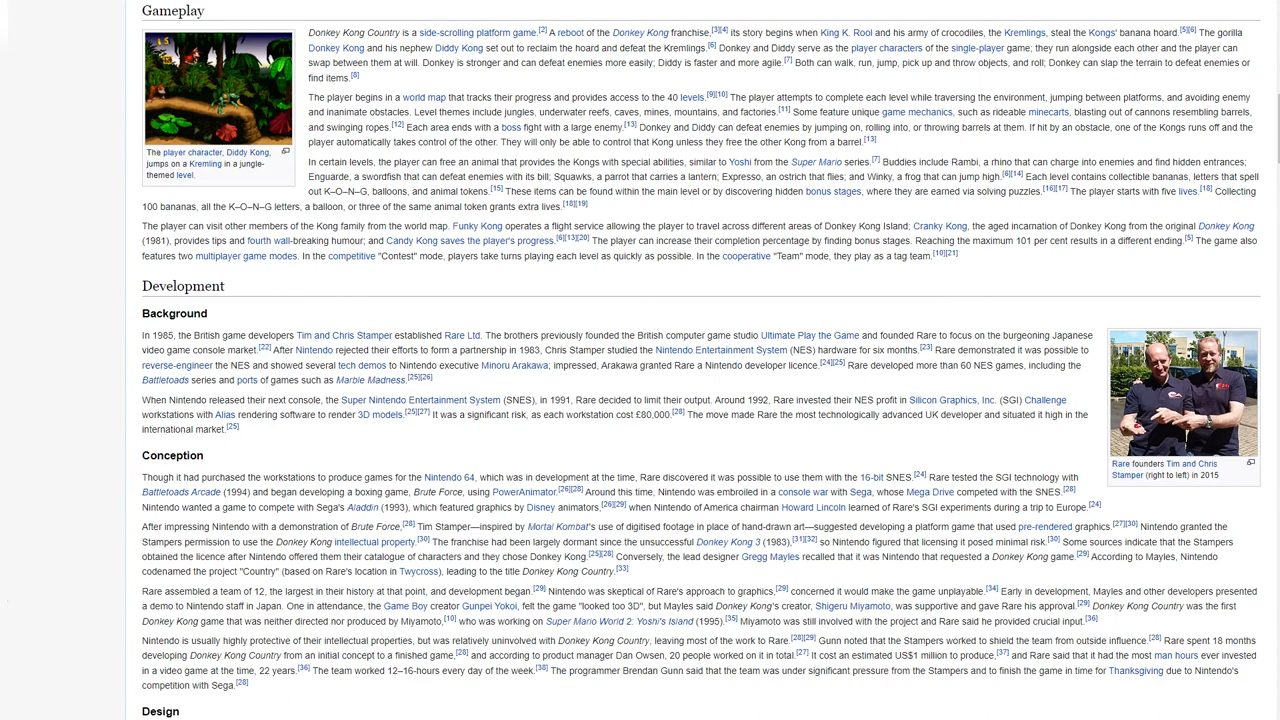 Gameplay
Donkey Kong Country is a side-scrolling platform game.[2] A reboot of the Donkey Kong franchise,[3][4] its story begins when King K. Rool and his army of crocodiles, the Kremlings, steal the Kongs' banana hoard.[5][6] The gorilla
Donkey Kong and his nephew Diddy Kong set out to reclaim the hoard and defeat the Kremlings.[6] Donkey and Diddy serve as the player characters of the single-player game; they run alongside each other and the player can
swap between them at will. Donkey is stronger and can defeat enemies more easily; Diddy is faster and more agile.[7] Both can walk, run, jump, pick up and throw objects, and roll; Donkey can slap the terrain to defeat enemies or
find items.[8]
The player begins in a world map that tracks their progress and provides access to the 40 levels.[9][10] The player attempts to complete each level while traversing the environment, jumping between platforms, and avoiding enemy
and inanimate obstacles. Level themes include jungles, underwater reefs, caves, mines, mountains, and factories.[11] Some feature unique game mechanics, such as rideable minecarts, blasting out of cannons resembling barrels,
and swinging ropes.[12] Each area ends with a boss fight with a large enemy.[13] Donkey and Diddy can defeat enemies by jumping on, rolling into, or throwing barrels at them. If hit by an obstacle, one of the Kongs runs off and the
player automatically takes control of the other. They will only be able to control that Kong unless they free the other Kong from a barrel.[13]
The player character, Diddy Kong,
jumps on a Kremling in a jungle-
themed level.
In certain levels, the player can free an animal that provides the Kongs with special abilities, similar to Yoshi from the Super Mario series.[7] Buddies include Rambi, a rhino that can charge into enemies and find hidden entrances;
Enguarde, a swordfish that can defeat enemies with its bill; Squawks, a parrot that carries a lantern; Expresso, an ostrich that flies; and Winky, a frog that can jump high.[6][14] Each level contains collectible bananas, letters that spell
out K–O–N–G, balloons, and animal tokens.[15] These items can be found within the main level or by discovering hidden bonus stages, where they are earned via solving puzzles.[16][17] The player starts with five lives.[18] Collecting
100 bananas, all the K–O–N–G letters, a balloon, or three of the same animal token grants extra lives.[18][19]
The player can visit other members of the Kong family from the world map. Funky Kong operates a flight service allowing the player to travel across different areas of Donkey Kong Island; Cranky Kong, the aged incarnation of Donkey Kong from the original Donkey Kong
(1981), provides tips and fourth wall-breaking humour; and Candy Kong saves the player's progress.[6][13][20] The player can increase their completion percentage by finding bonus stages. Reaching the maximum 101 per cent results in a different ending.[5] The game also
features two multiplayer game modes. In the competitive "Contest" mode, players take turns playing each level as quickly as possible. In the cooperative "Team" mode, they play as a tag team.[10][21]
Development
Background
In 1985, the British game developers Tim and Chris Stamper established Rare Ltd. The brothers previously founded the British computer game studio Ultimate Play the Game and founded Rare to focus on the burgeoning Japanese
video game console market.[22] After Nintendo rejected their efforts to form a partnership in 1983, Chris Stamper studied the Nintendo Entertainment System (NES) hardware for six months.[23] Rare demonstrated it was possible to
reverse-engineer the NES and showed several tech demos to Nintendo executive Minoru Arakawa; impressed, Arakawa granted Rare a Nintendo developer licence.[24][25] Rare developed more than 60 NES games, including the
Battletoads series and ports of games such as Marble Madness.[25][26]
When Nintendo released their next console, the Super Nintendo Entertainment System (SNES), in 1991, Rare decided to limit their output. Around 1992, Rare invested their NES profit in Silicon Graphics, Inc. (SGI) Challenge
workstations with Alias rendering software to render 3D models.[25][27] It was a significant risk, as each workstation cost £80,000.[28] The move made Rare the most technologically advanced UK developer and situated it high in the
international market.[25]
Rare founders Tim and Chris
Stamper (right to left) in 2015
Conception
Though it had purchased the workstations to produce games for the Nintendo 64, which was in development at the time, Rare discovered it was possible to use them with the 16-bit SNES.[24] Rare tested the SGI technology with
Battletoads Arcade (1994) and began developing a boxing game, Brute Force, using PowerAnimator.[26][28] Around this time, Nintendo was embroiled in a console war with Sega, whose Mega Drive competed with the SNES.[28]
Nintendo wanted a game to compete with Sega's Aladdin (1993), which featured graphics by Disney animators,[26][29] when Nintendo of America chairman Howard Lincoln learned of Rare's SGI experiments during a trip to Europe.[24]
After impressing Nintendo with a demonstration of Brute Force,[28] Tim Stamper—inspired by Mortal Kombat's use of digitised footage in place of hand-drawn art—suggested developing a platform game that used pre-rendered graphics.[27][30] Nintendo granted the
Stampers permission to use the Donkey Kong intellectual property.[30] The franchise had been largely dormant since the unsuccessful Donkey Kong 3 (1983),[31][32] so Nintendo figured that licensing it posed minimal risk.[30] Some sources indicate that the Stampers
obtained the licence after Nintendo offered them their catalogue of characters and they chose Donkey Kong.[25][28] Conversely, the lead designer Gregg Mayles recalled that it was Nintendo that requested a Donkey Kong game.[29] According to Mayles, Nintendo
codenamed the project "Country" (based on Rare's location in Twycross), leading to the title Donkey Kong Country.[33]
Rare assembled a team of 12, the largest in their history at that point, and development began.[29] Nintendo was skeptical of Rare's approach to graphics,[29] concerned it would make the game unplayable.[34] Early in development, Mayles and other developers presented
a demo to Nintendo staff in Japan. One in attendance, the Game Boy creator Gunpei Yokoi, felt the game "looked too 3D", but Mayles said Donkey Kong's creator, Shigeru Miyamoto, was supportive and gave Rare his approval.[29] Donkey Kong Country was the first
Donkey Kong game that was neither directed nor produced by Miyamoto,[10] who was working on Super Mario World 2: Yoshi's Island (1995).[35] Miyamoto was still involved with the project and Rare said he provided crucial input.[36]
Nintendo is usually highly protective of their intellectual properties, but was relatively uninvolved with Donkey Kong Country, leaving most of the work to Rare.[28][29] Gunn noted that the Stampers worked to shield the team from outside influence.[28] Rare spent 18 months
developing Donkey Kong Country from an initial concept to a finished game,[28] and according to product manager Dan Owsen, 20 people worked on it in total.[27] It cost an estimated US$1 million to produce,[37] and Rare said that it had the most man hours ever invested
in a video game at the time, 22 years.[36] The team worked 12–16-hours every day of the week.[38] The programmer Brendan Gunn said that the team was under significant pressure from the Stampers and to finish the game in time for Thanksgiving due to Nintendo's
competition with Sega.[28]
Design